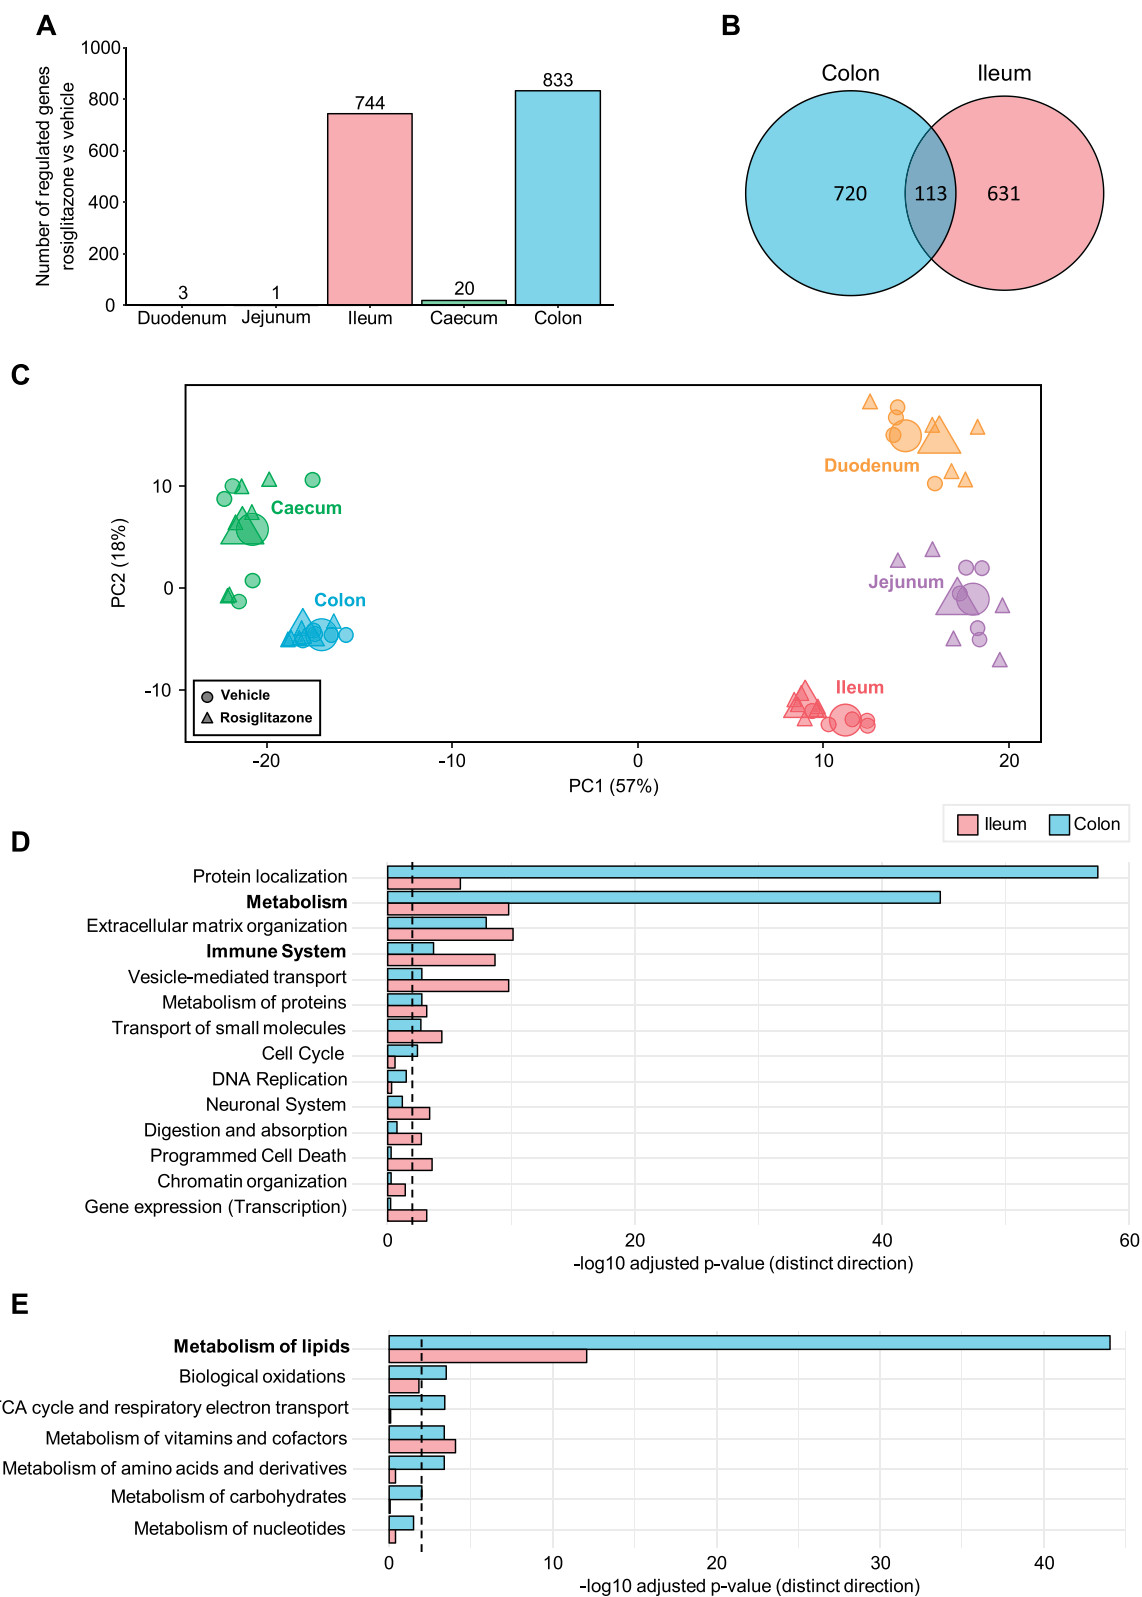 A
Number of regulated genes
rosiglitazone vs vehicle
1000
800
600
400
200
0
3
1
744
20
833
Duodenum
Jejunum
Ileum
Caecum
Colon
B
Colon
Ileum
720
113
631
C
PC2 (18%)
10
0
-10
Caecum
Colon
Duodenum
Jejunum
Ileum
Vehicle
Rosiglitazone
-20
-10
0
10
20
PC1 (57%)
Ileum
Colon
D
Protein localization
Metabolism
Extracellular matrix organization
Immune System
Vesicle-mediated transport
Metabolism of proteins
Transport of small molecules
Cell Cycle
DNA Replication
Neuronal System
Digestion and absorption
Programmed Cell Death
Chromatin organization
Gene expression (Transcription)
0
20
40
60
-log10 adjusted p-value (distinct direction)
E
Metabolism of lipids
Biological oxidations
TCA cycle and respiratory electron transport
Metabolism of vitamins and cofactors
Metabolism of amino acids and derivatives
Metabolism of carbohydrates
Metabolism of nucleotides
0
10
20
30
40
-log10 adjusted p-value (distinct direction)